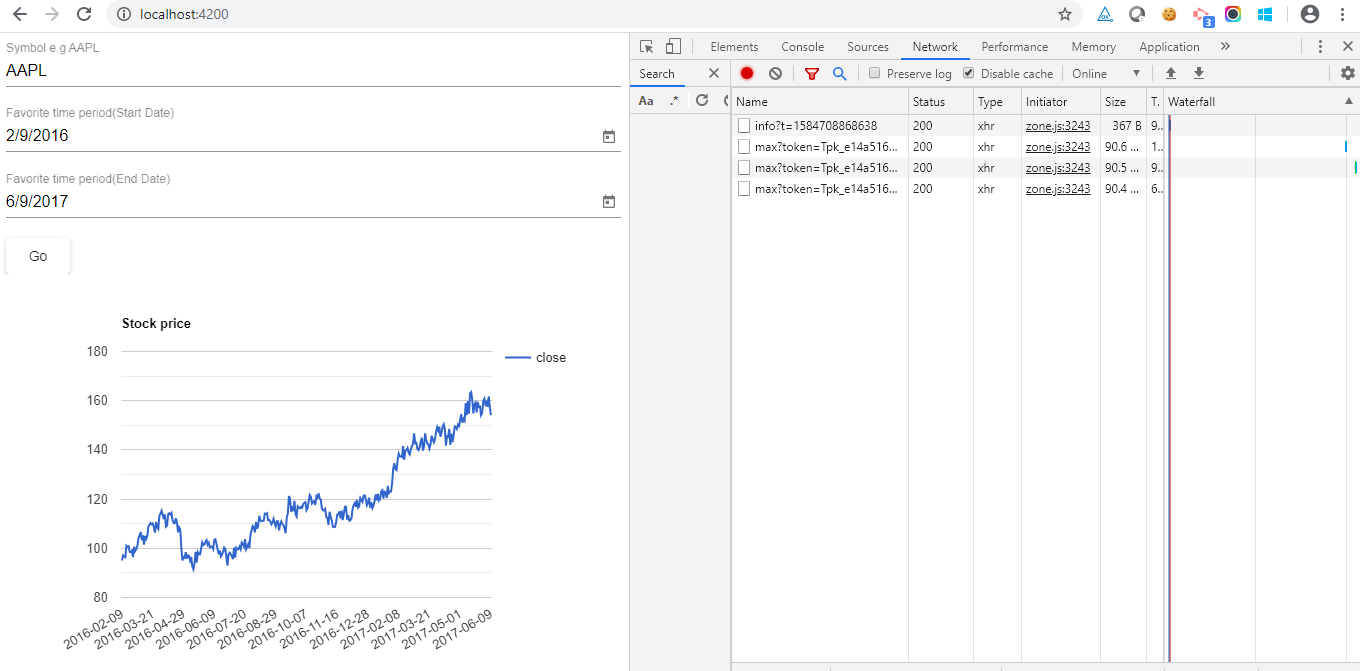 localhost:4200
3
Symbol e.g AAPL
AAPL
Favorite time period(Start Date)
2/9/2016
Favorite time period(End Date)
6/9/2017
Go
Stock price
180
160
140
120
100
80
close
2016-02-09
2016-03-21
2016-04-29
2016-06-09
2016-07-20
2016-08-29
2016-10-07
2016-11-16
2016-12-28
2017-02-08
2017-03-21
2017-05-01
2017-06-09
Elements Console Sources Network Performance Memory Application »
Search
Aa .*
Preserve log Disable cache Online
Name Status Type Initiator Size T. Waterfall
info?t=1584708868638 200 xhr zone.js:3243 367 B 9..
max?token=Tpk_e14a516... 200 xhr zone.js:3243 90.6 ... 1..
max?token=Tpk_e14a516... 200 xhr zone.js:3243 90.5 ... 9..
max?token=Tpk_e14a516... 200 xhr zone.js:3243 90.4 ... 6..